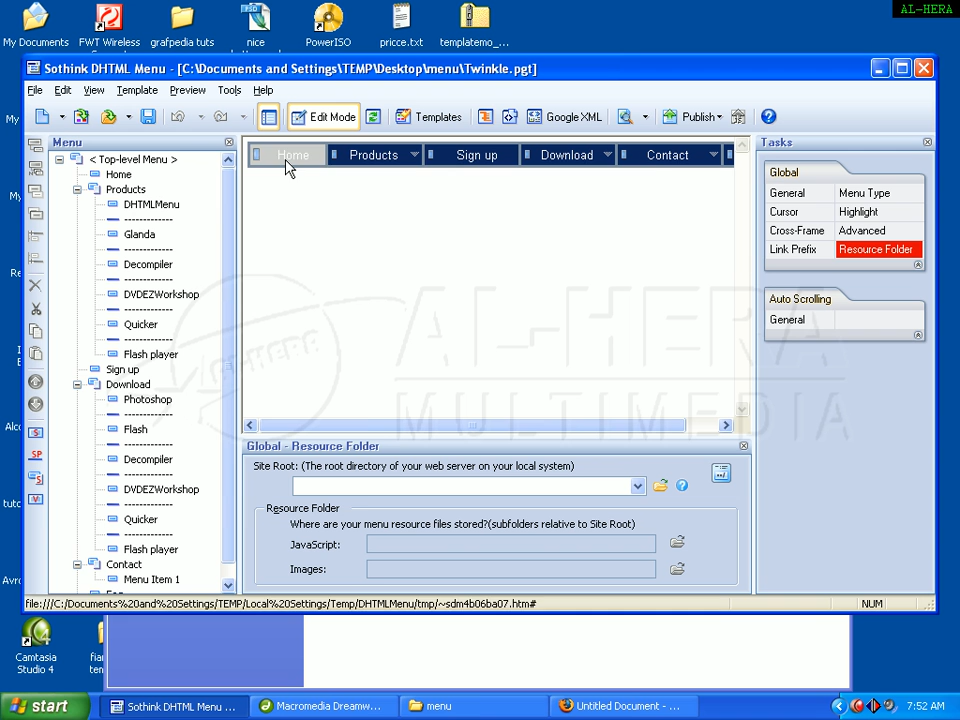 AL-HERA
My Documents
FWT Wireless
grafpedia tuts
nice
PowerISO
pricce.txt
templatemo_...
Sothink DHTML Menu - [C:\Documents and Settings\TEMP\Desktop\menu\Twinkle.pgt]
File Edit View Template Preview Tools Help
Edit Mode Templates Google XML Publish
Menu
Tasks
< Top-level Menu >
Home
Products
DHTMLMenu
-------------
Glanda
-------------
Decompiler
-------------
DVDEZWorkshop
-------------
Quicker
-------------
Flash player
Sign up
Download
Photoshop
-------------
Flash
-------------
Decompiler
-------------
DVDEZWorkshop
-------------
Quicker
-------------
Flash player
Contact
Menu Item 1
Home Products Sign up Download Contact
AL-HERA
MULTIMEDIA
AL-HERA
Global - Resource Folder
Site Root: (The root directory of your web server on your local system)
Resource Folder
Where are your menu resource files stored?(subfolders relative to Site Root)
JavaScript:
Images:
Global
General Menu Type
Cursor Highlight
Cross-Frame Advanced
Link Prefix Resource Folder
Auto Scrolling
General
file:///C:/Documents%20and%20Settings/TEMP/Local%20Settings/Temp/DHTMLMenu/tmp/~sdm4b06ba07.htm#
NUM
Camtasia
Studio 4
start
Sothink DHTML Menu ...
Macromedia Dreamw...
menu
Untitled Document - ...
7:52 AM